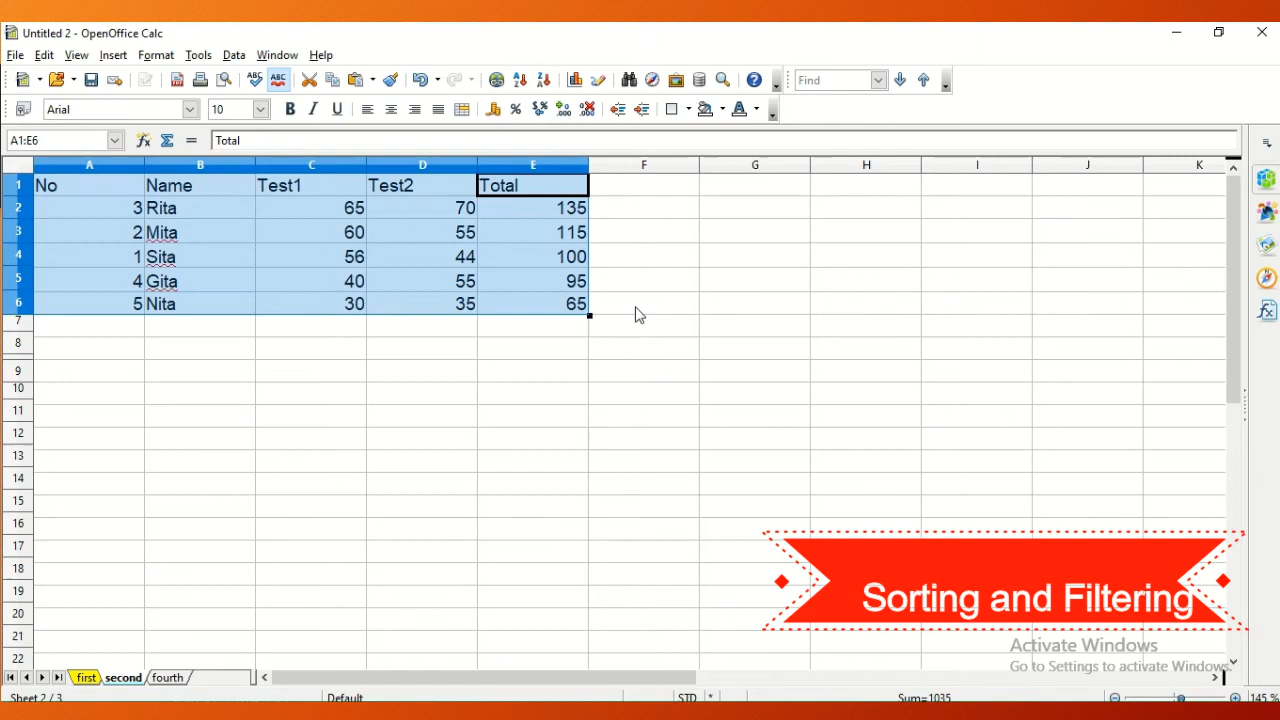 Untitled 2 - OpenOffice Calc
File Edit View Insert Format Tools Data Window Help
ABC ABC Find
Arial 10
A1:E6 Total
A B C D E F G H I J K
1 No Name Test1 Test2 Total
2 3 Rita 65 70 135
3 2 Mita 60 55 115
4 1 Sita 56 44 100
5 4 Gita 40 55 95
6 5 Nita 30 35 65
7
8
9
10
11
12
13
14
15
16
17
18
19
20
21
22
Sorting and Filtering
Activate Windows
Go to Settings to activate Windows.
first second fourth
Sheet 2 / 3 Default STD * Sum=1035 145 %